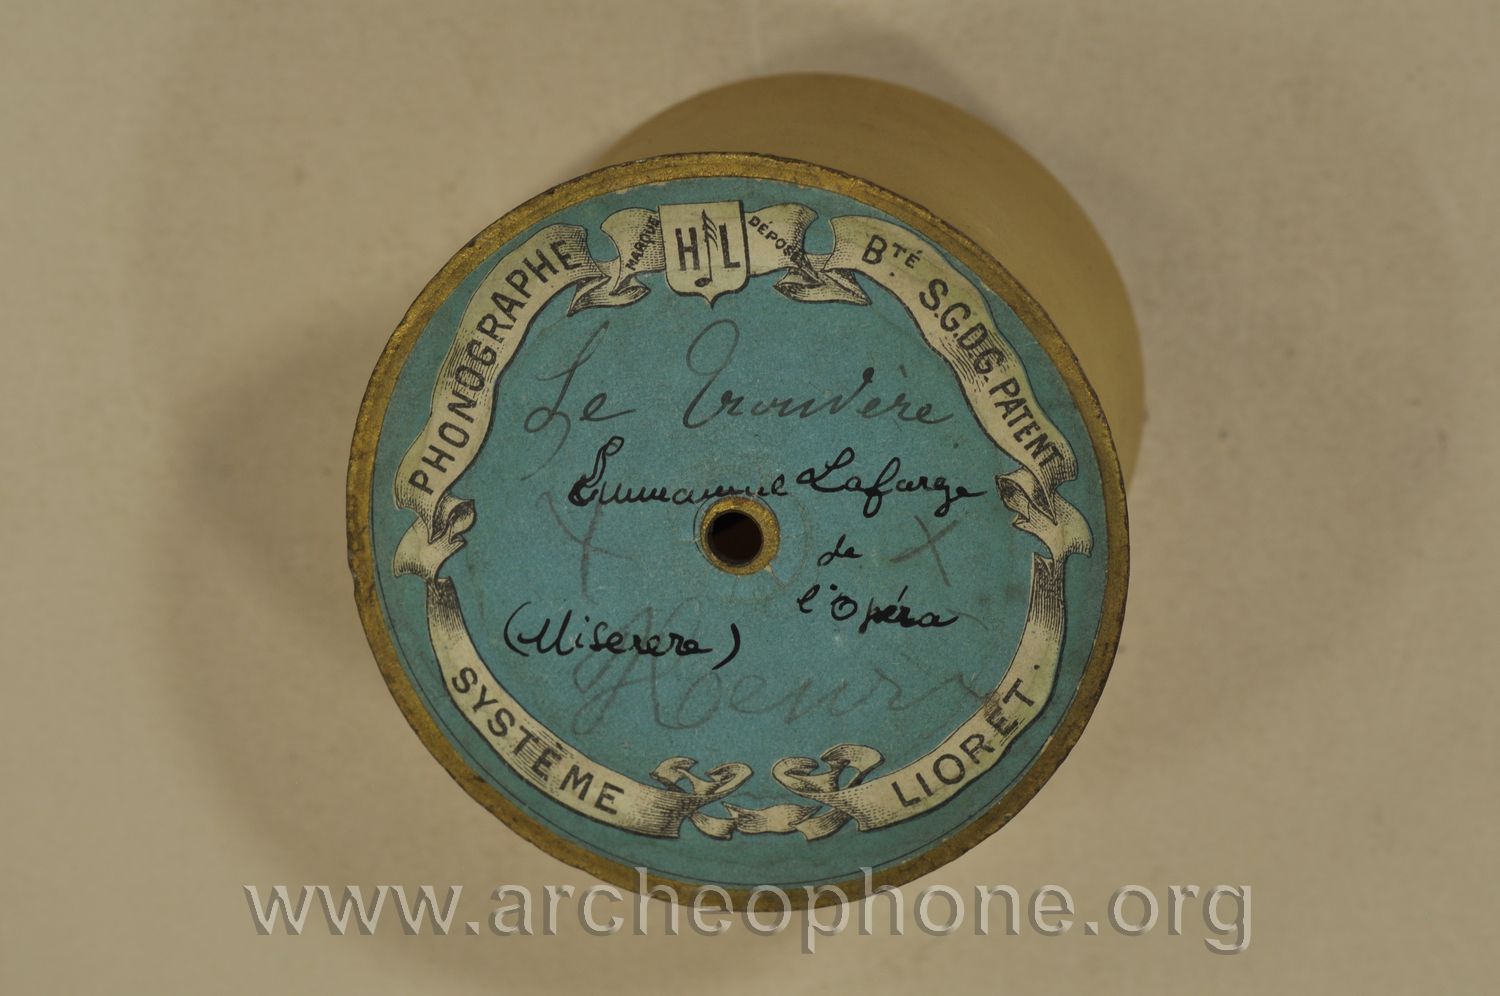 MARQUE DÉPOSÉE
HL
PHONOGRAPHE
BTÉ S.G.D.G. PATENT
Le Trouvère
Emmanuel Lafarge
de
l'Opéra
(Miserere)
SYSTÈME
LIORET
www.archeophone.org